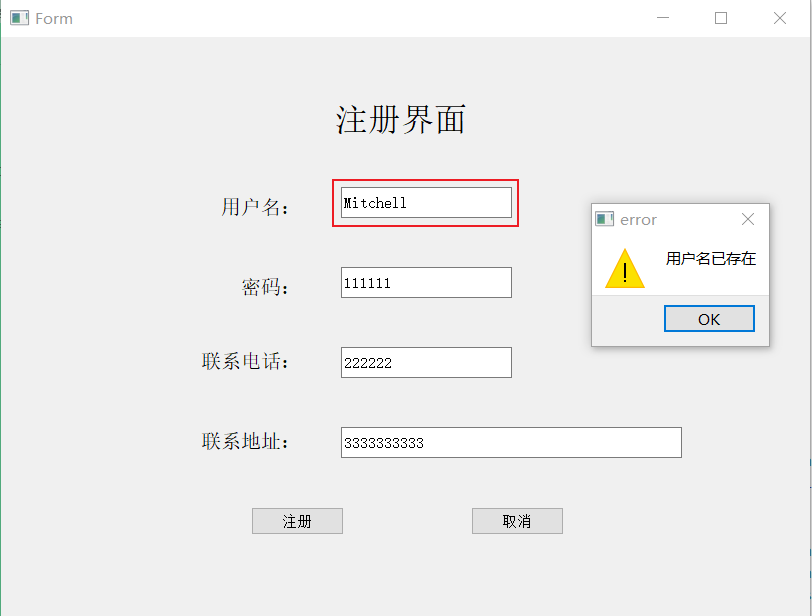 Form
注册界面
用户名： Mitchell
error
用户名已存在
OK
密码： 111111
联系电话： 222222
联系地址： 3333333333
注册 取消